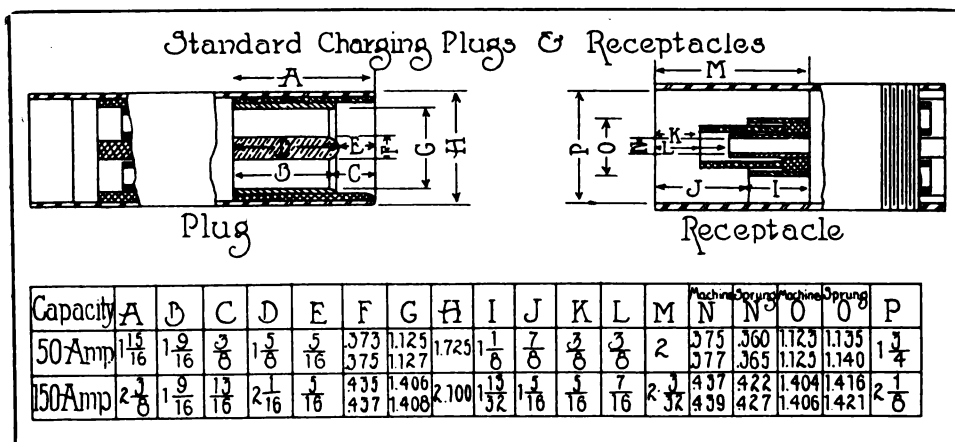 Standard Charging Plugs & Receptacles
A
M
D
E
F
G
H
B
C
P
N
O
K
L
J
I
Plug
Receptacle
Capacity A B C D E F G H I J K L M Machine N Sprung N Machine O Sprung O P
50 Amp 1 15/16 1 9/16 3/8 1 5/8 5/16 .373 .375 1.125 1.127 1.725 1 1/8 7/8 3/8 3/8 2 .375 .377 .360 .365 1.123 1.125 1.135 1.140 1 3/4
150 Amp 2 3/8 1 9/16 13/16 2 1/16 5/16 .435 .437 1.406 1.408 2.100 1 13/32 1 5/16 5/16 7/16 2 3/32 .437 .439 .422 .427 1.404 1.406 1.416 1.421 2 1/8